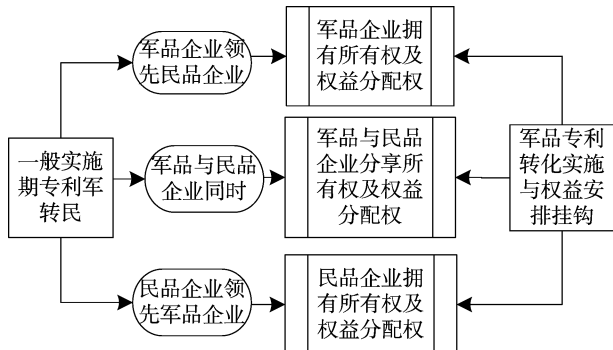 一般实施
期专利军
转民
军品企业领
先民品企业
军品与民品
企业同时
民品企业领
先军品企业
军品企业拥
有所有权及
权益分配权
军品与民品
企业分享所
有权及权益
分配权
民品企业拥
有所有权及
权益分配权
军品专利
转化实施
与权益安
排挂钩